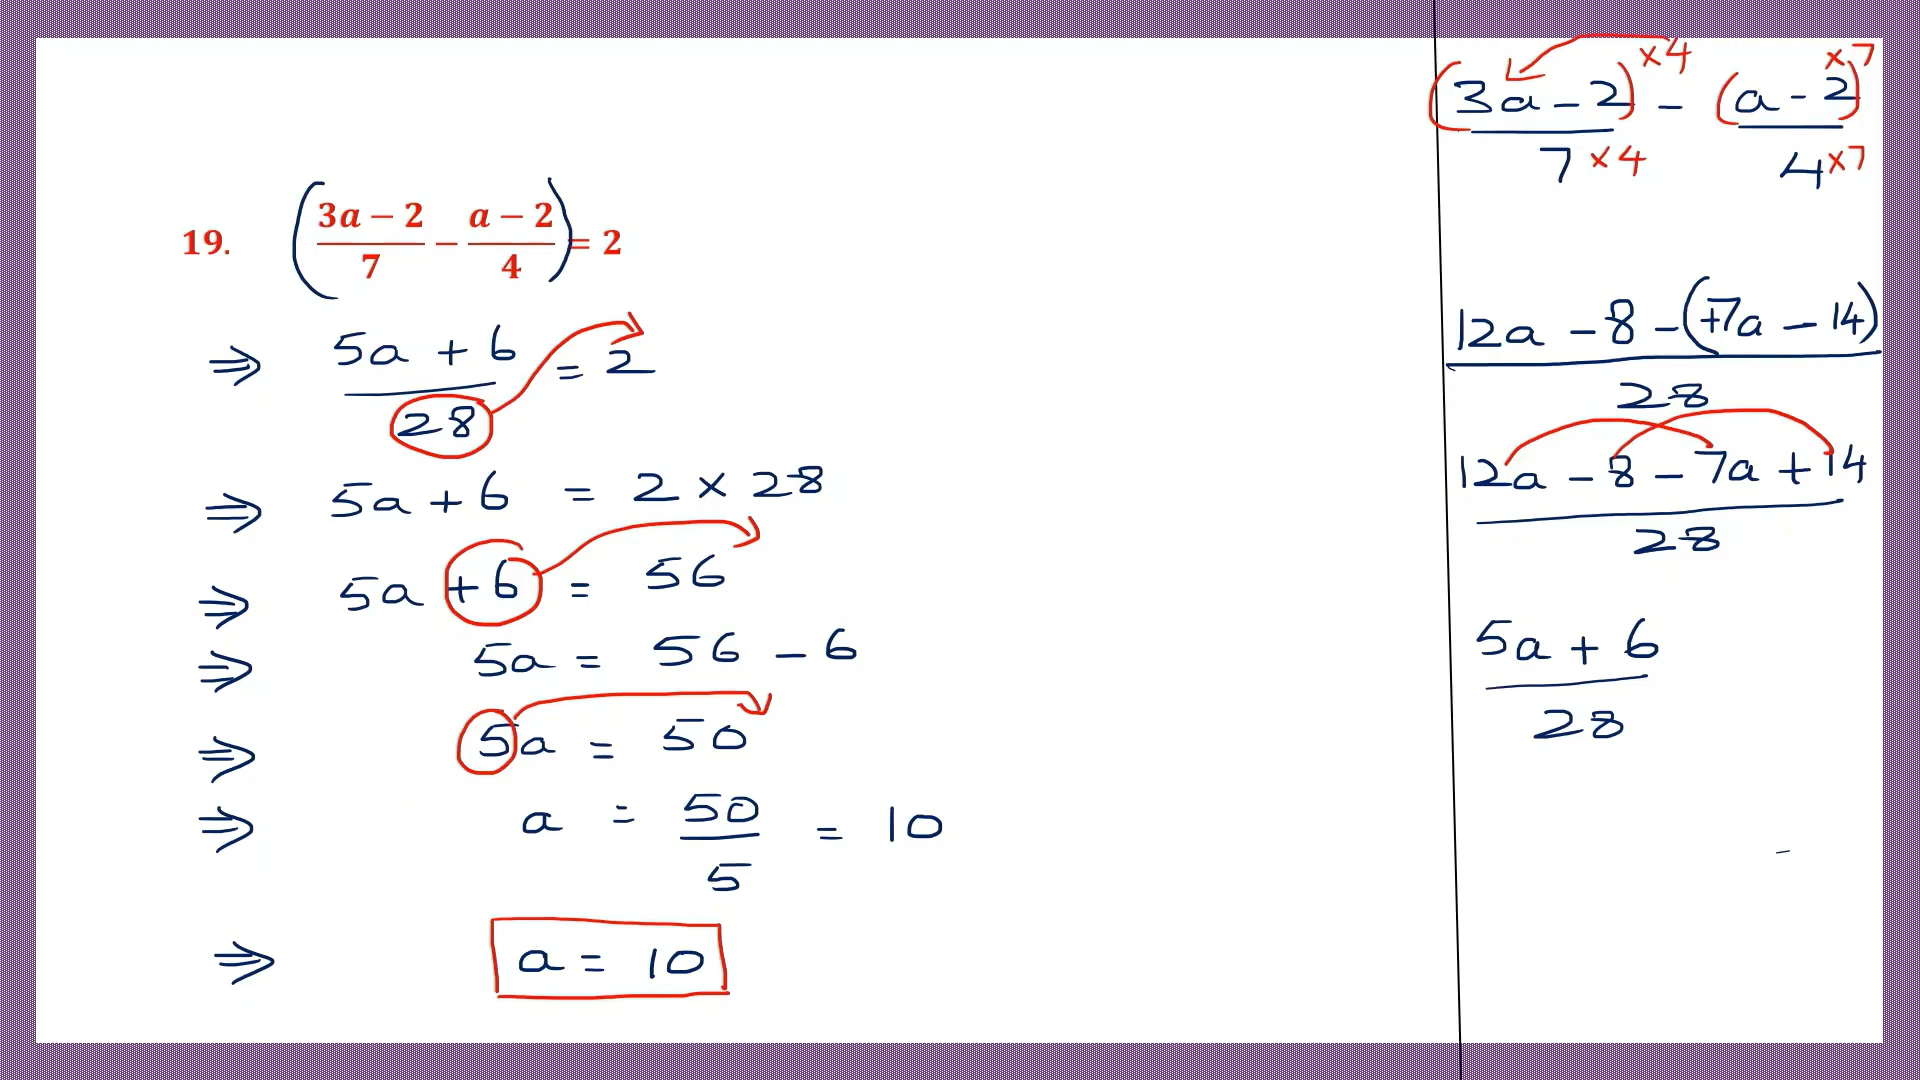 19. (3a − 2/7 − a − 2/4) = 2
⇒ 5a + 6/28 = 2
⇒ 5a + 6 = 2 × 28
⇒ 5a + 6 = 56
⇒ 5a = 56 − 6
⇒ 5a = 50
⇒ a = 50/5 = 10
⇒ a = 10
(3a − 2)×4/7×4 − (a − 2)×7/4×7
12a − 8 − (+7a − 14)/28
12a − 8 − 7a + 14/28
5a + 6/28